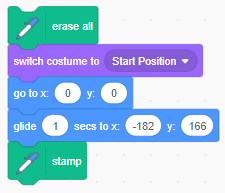 erase all
switch costume to Start Position
go to x: 0 y: 0
glide 1 secs to x: -182 y: 166
stamp